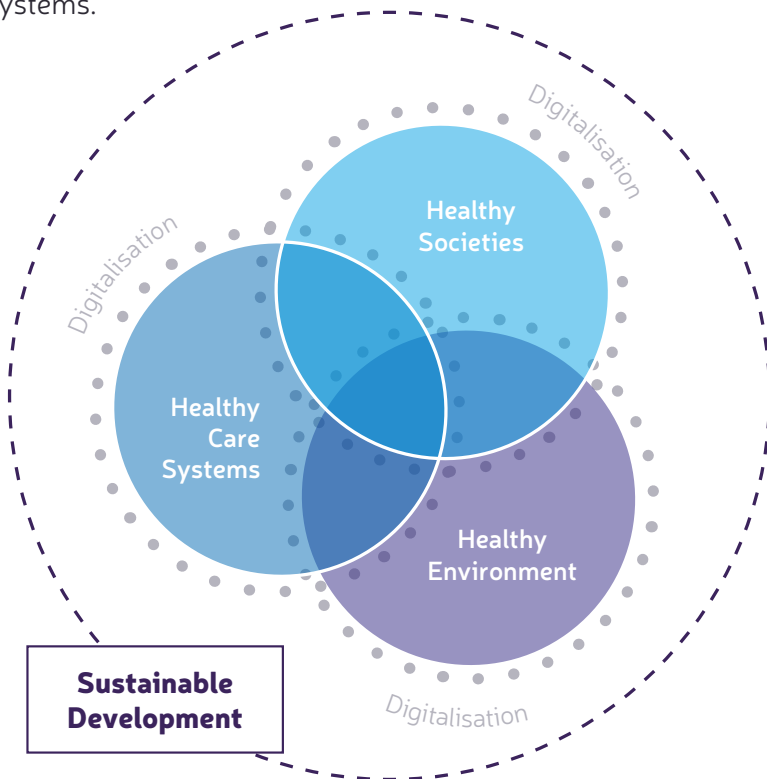 ystems.
Digitalisation
Healthy
Societies
Digitalisation
Healthy
Care
Systems
Healthy
Environment
Sustainable
Development
Digitalisation